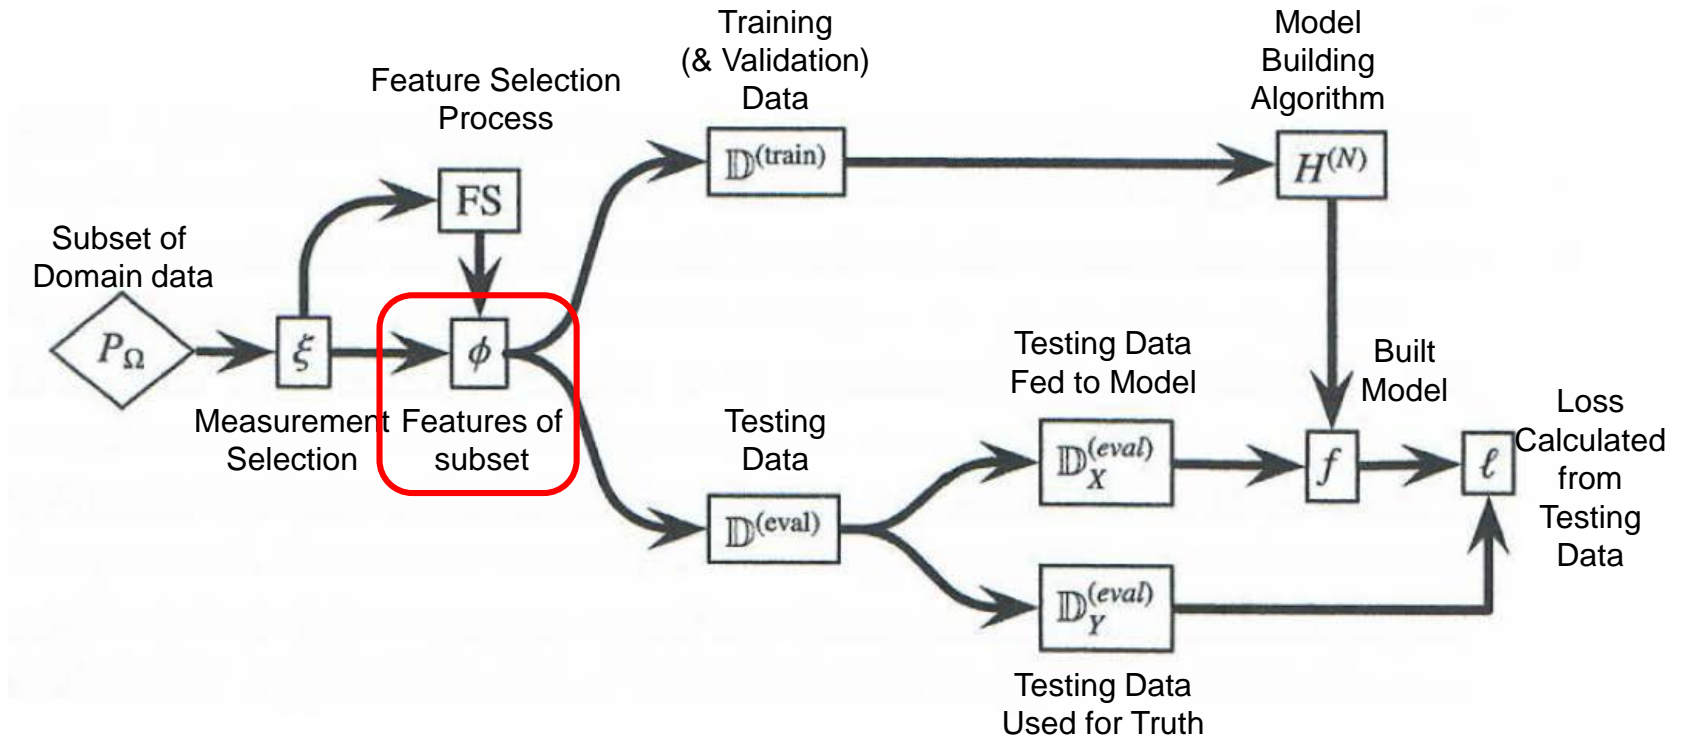 Training
(& Validation)
Data
Model
Building
Algorithm
Feature Selection
Process
𝔻^(train)
H^(N)
FS
Subset of
Domain data
P_Ω
ξ
ϕ
Measurement
Selection
Features of
subset
Testing
Data
𝔻^(eval)
Testing Data
Fed to Model
𝔻_X^(eval)
Built
Model
f
ℓ
Loss
Calculated
from
Testing
Data
𝔻_Y^(eval)
Testing Data
Used for Truth